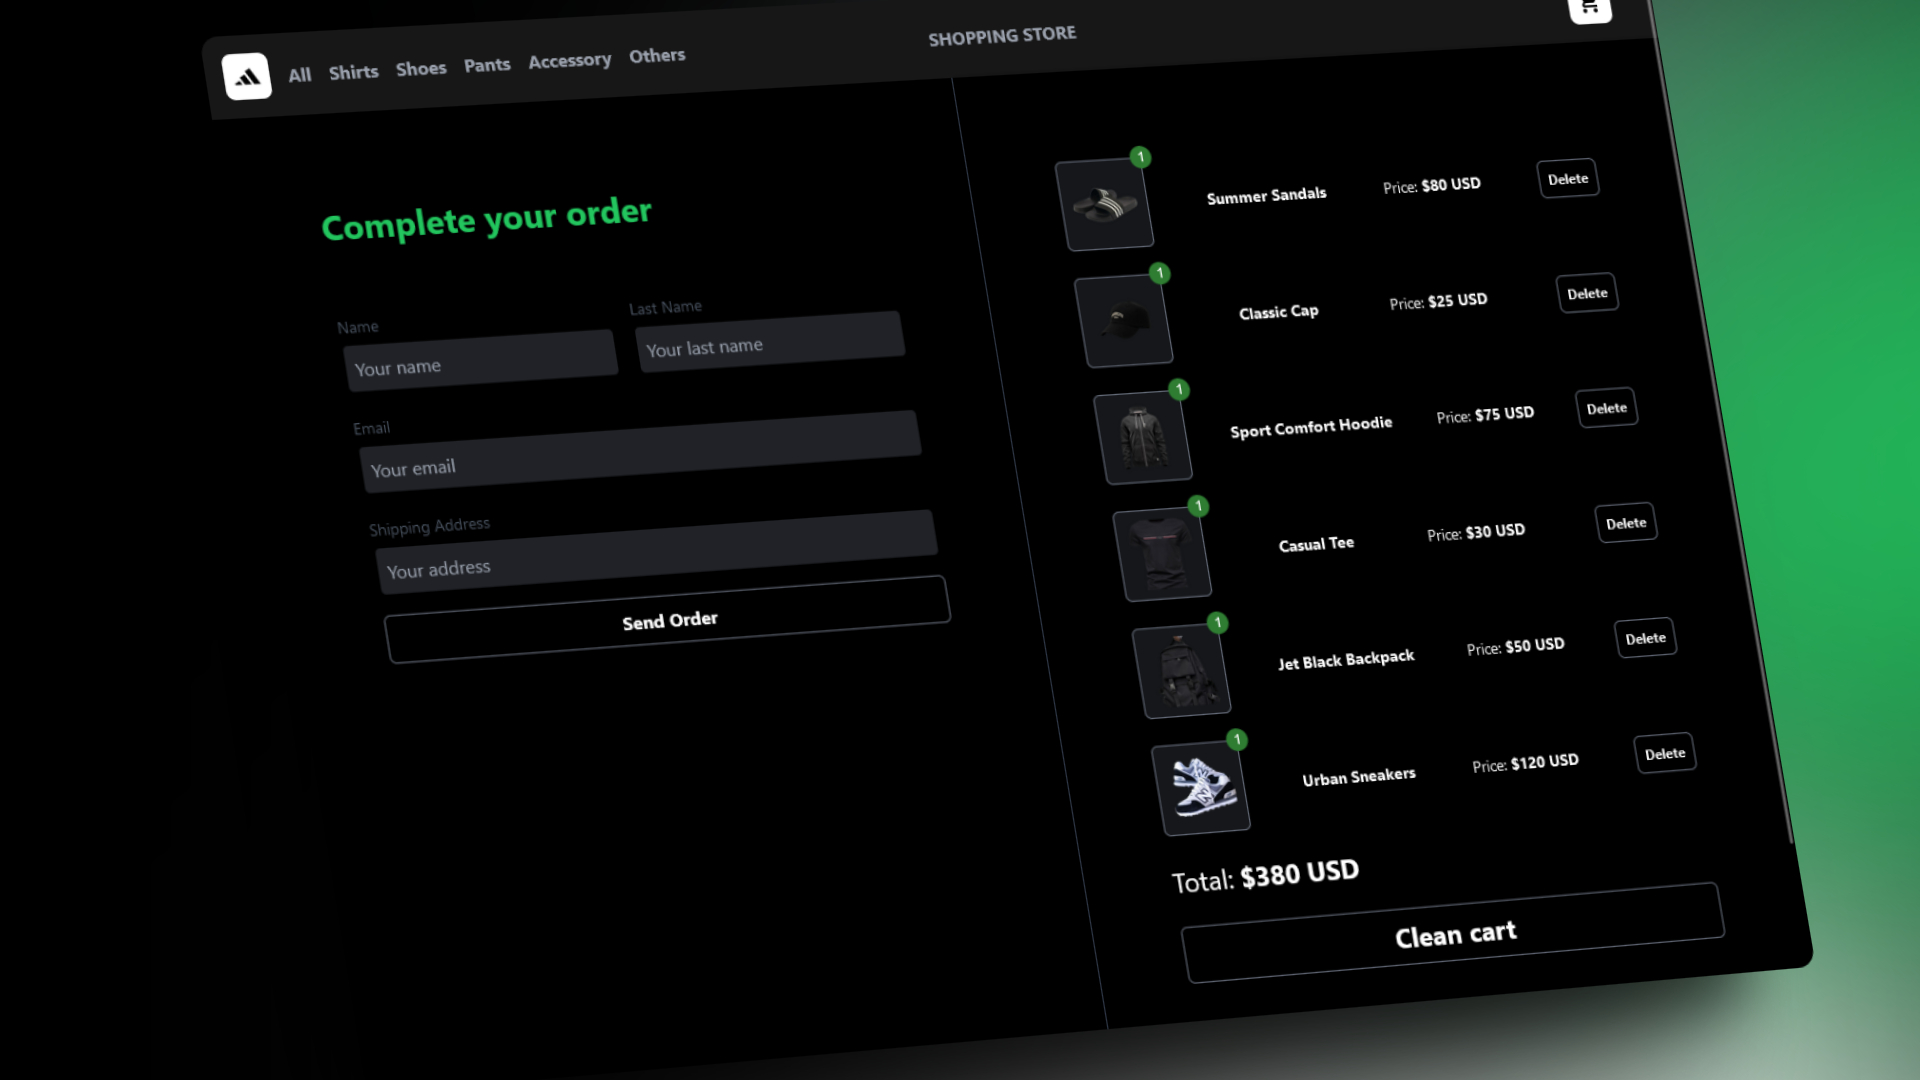 All Shirts Shoes Pants Accessory Others
SHOPPING STORE
Complete your order
Name
Last Name
Your name
Your last name
Email
Your email
Shipping Address
Your address
Send Order
1
Summer Sandals
Price: $80 USD
Delete
1
Classic Cap
Price: $25 USD
Delete
1
Sport Comfort Hoodie
Price: $75 USD
Delete
1
Casual Tee
Price: $30 USD
Delete
1
Jet Black Backpack
Price: $50 USD
Delete
1
Urban Sneakers
Price: $120 USD
Delete
Total: $380 USD
Clean cart